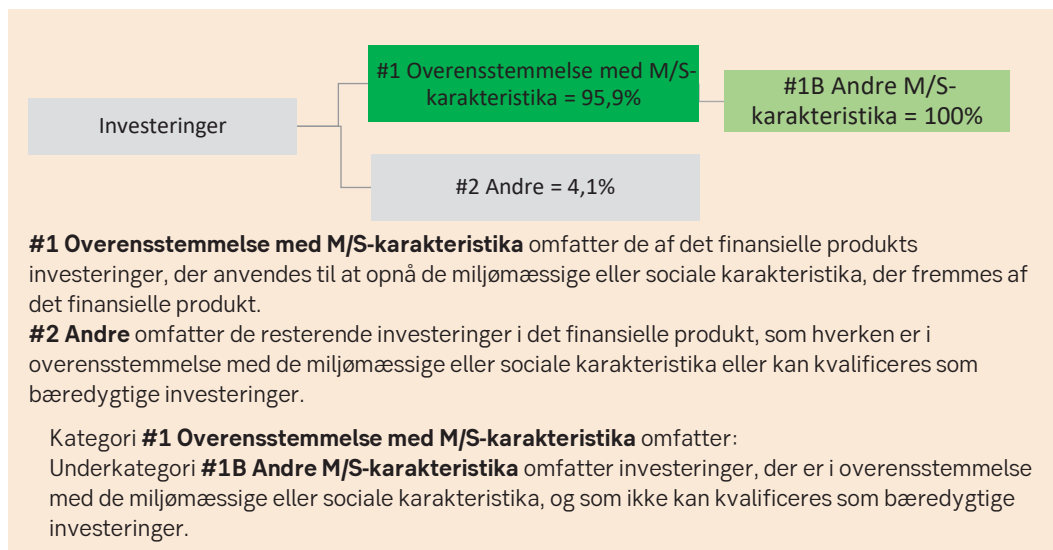 #1 Overensstemmelse med M/S-
karakteristika = 95,9%
#1B Andre M/S-
karakteristika = 100%
Investeringer
#2 Andre = 4,1%
#1 Overensstemmelse med M/S-karakteristika omfatter de af det finansielle produkts
investeringer, der anvendes til at opnå de miljømæssige eller sociale karakteristika, der fremmes af
det finansielle produkt.
#2 Andre omfatter de resterende investeringer i det finansielle produkt, som hverken er i
overensstemmelse med de miljømæssige eller sociale karakteristika eller kan kvalificeres som
bæredygtige investeringer.
Kategori #1 Overensstemmelse med M/S-karakteristika omfatter:
Underkategori #1B Andre M/S-karakteristika omfatter investeringer, der er i overensstemmelse
med de miljømæssige eller sociale karakteristika, og som ikke kan kvalificeres som bæredygtige
investeringer.